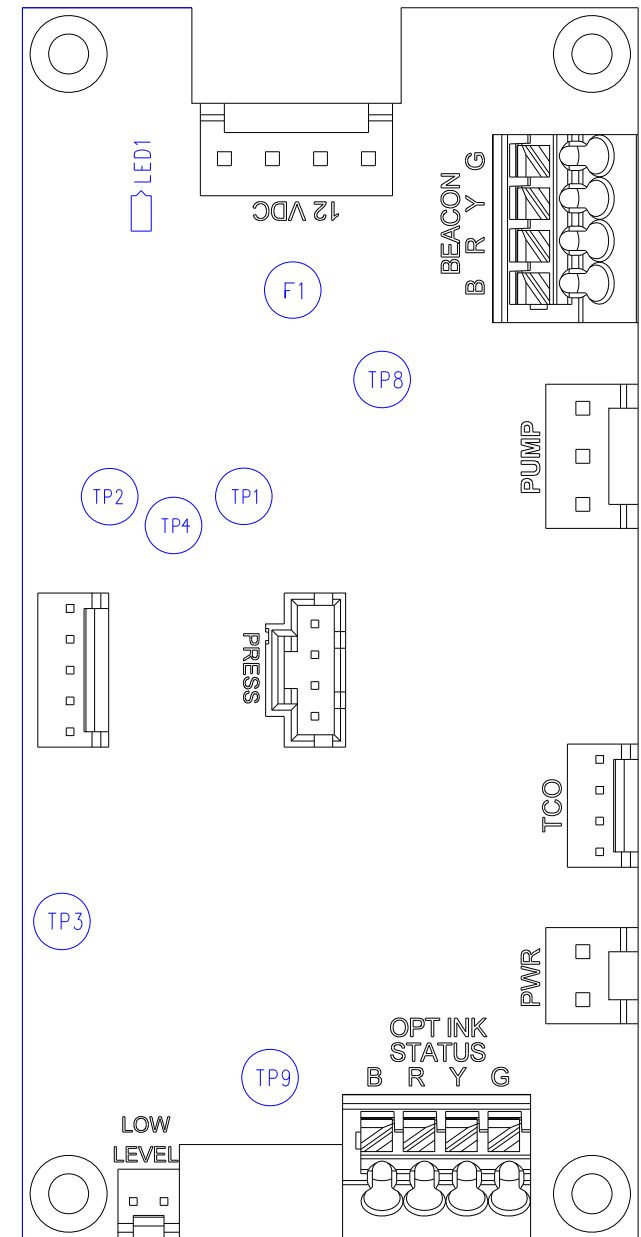 LED1
12 VDC
BEACON
B R Y G
F1
TP8
PUMP
TP2
TP4
TP1
PRESS
TCO
TP3
PWR
OPT INK
STATUS
B R Y G
TP9
LOW
LEVEL